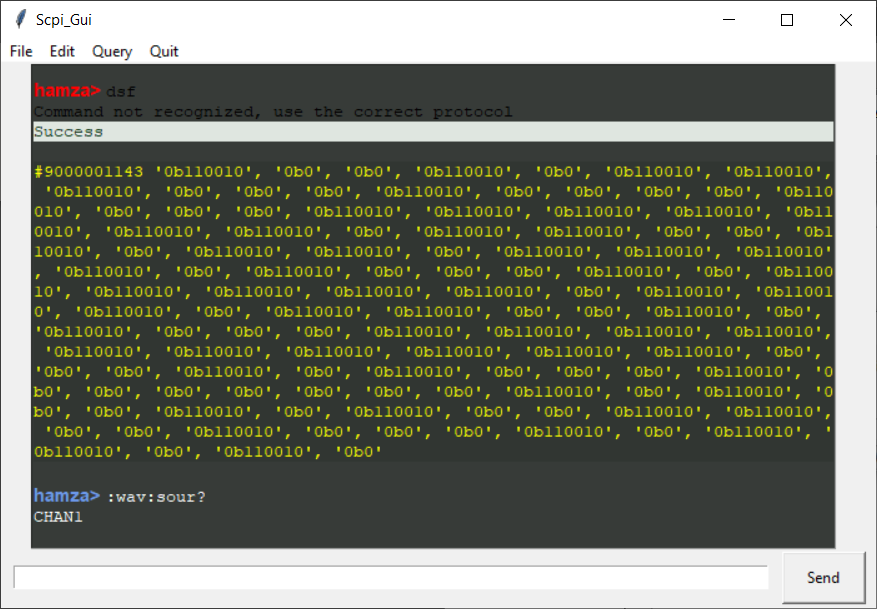 Scpi_Gui
File Edit Query Quit
hamza> dsf
Command not recognized, use the correct protocol
Success
#9000001143 '0b110010', '0b0', '0b0', '0b110010', '0b0', '0b110010', '0b110010',
'0b110010', '0b0', '0b0', '0b0', '0b110010', '0b0', '0b0', '0b0', '0b0', '0b110
010', '0b0', '0b0', '0b0', '0b110010', '0b110010', '0b110010', '0b110010', '0b11
0010', '0b110010', '0b110010', '0b0', '0b110010', '0b110010', '0b0', '0b0', '0b1
10010', '0b0', '0b110010', '0b110010', '0b0', '0b110010', '0b110010', '0b110010'
, '0b110010', '0b0', '0b110010', '0b0', '0b0', '0b0', '0b110010', '0b0', '0b1100
10', '0b110010', '0b110010', '0b110010', '0b110010', '0b0', '0b110010', '0b11001
0', '0b110010', '0b0', '0b110010', '0b110010', '0b0', '0b110010', '0b110010', '0b0',
'0b110010', '0b0', '0b0', '0b0', '0b110010', '0b110010', '0b110010', '0b110010',
'0b110010', '0b110010', '0b110010', '0b110010', '0b110010', '0b110010', '0b0',
'0b0', '0b0', '0b110010', '0b0', '0b110010', '0b0', '0b0', '0b0', '0b110010', '0
b0', '0b0', '0b0', '0b0', '0b0', '0b0', '0b0', '0b0', '0b110010', '0b110010', '0
b0', '0b0', '0b110010', '0b0', '0b110010', '0b0', '0b0', '0b110010', '0b110010',
'0b0', '0b0', '0b110010', '0b0', '0b0', '0b0', '0b110010', '0b0', '0b110010', '
0b110010', '0b0', '0b110010', '0b0'
hamza> :wav:sour?
CHAN1
Send